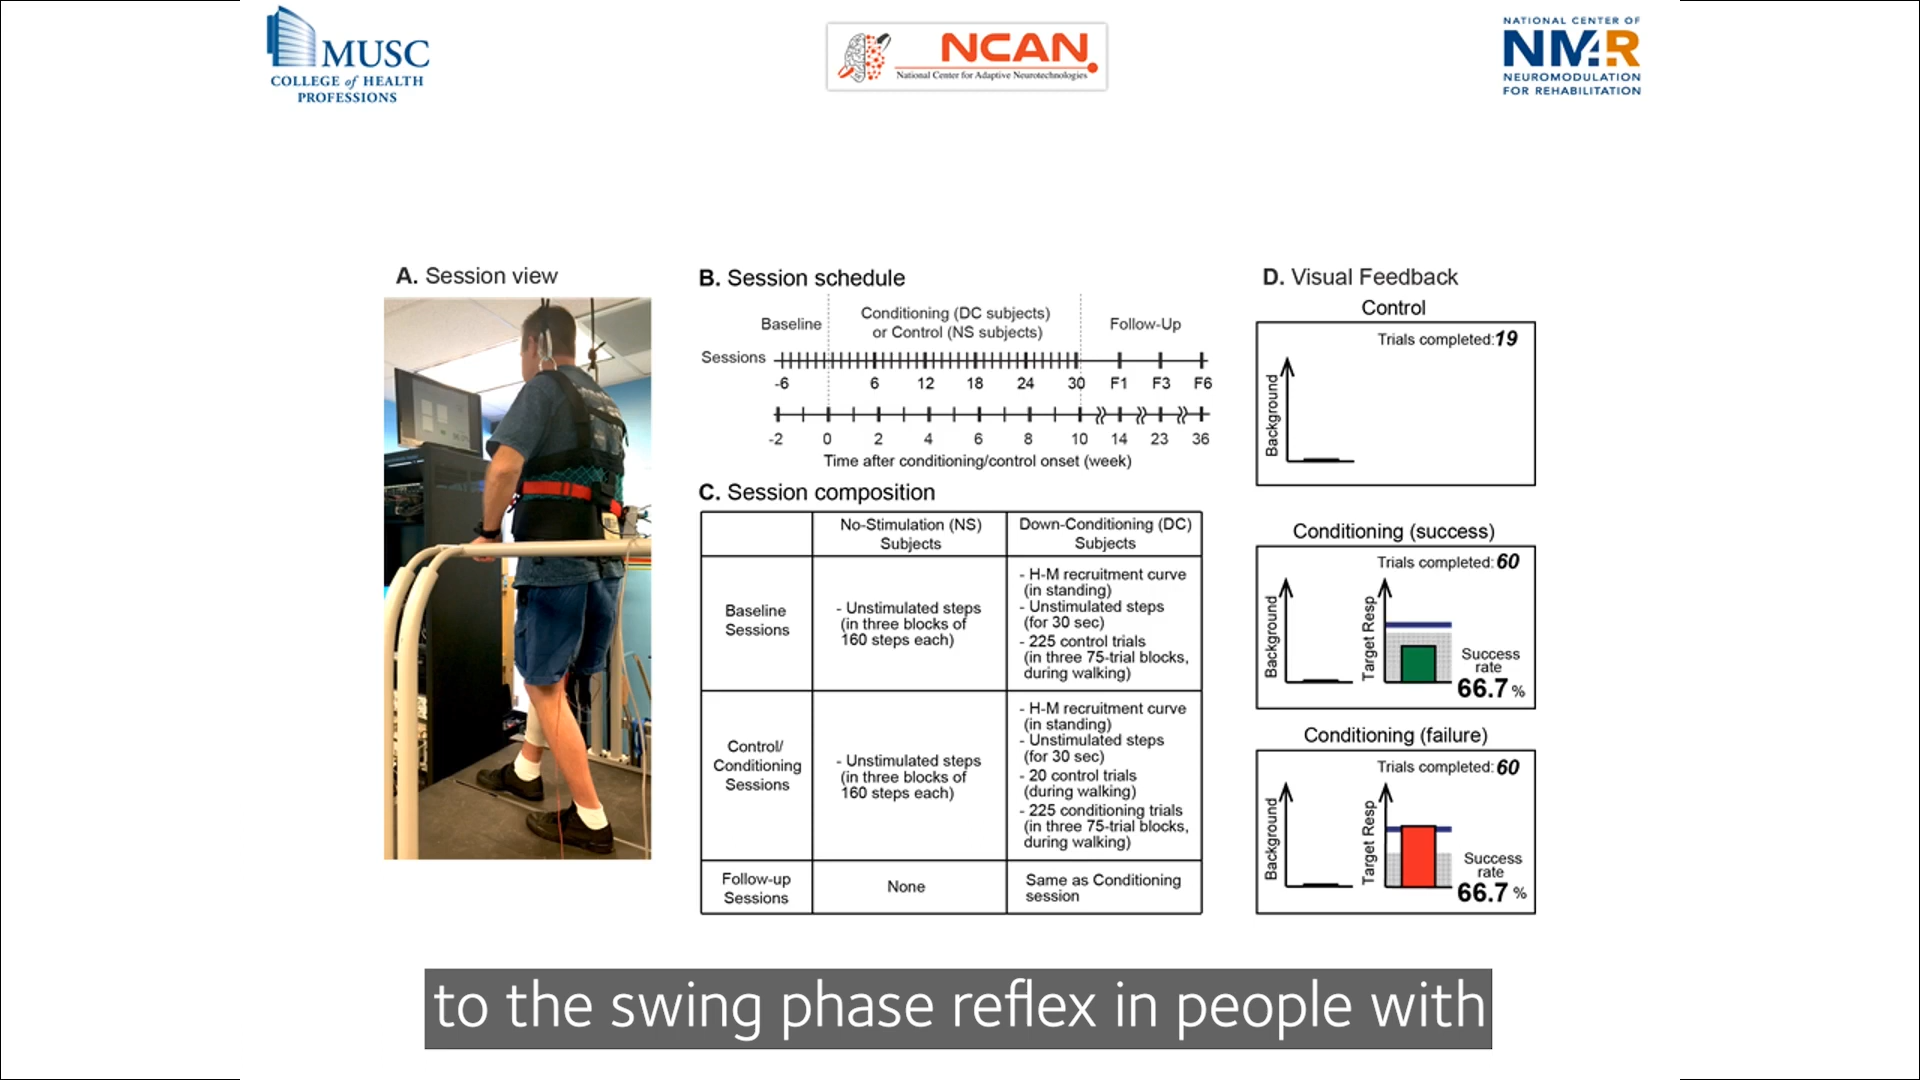 MUSC
COLLEGE of HEALTH
PROFESSIONS
NCAN
National Center for Adaptive Neurotechnologies
NATIONAL CENTER OF
NM4R
NEUROMODULATION
FOR REHABILITATION
A. Session view
B. Session schedule
Baseline
Conditioning (DC subjects)
or Control (NS subjects)
Follow-Up
Sessions
-6 6 12 18 24 30 F1 F3 F6
-2 0 2 4 6 8 10 14 23 36
Time after conditioning/control onset (week)
C. Session composition
No-Stimulation (NS)
Subjects
Down-Conditioning (DC)
Subjects
Baseline
Sessions
- Unstimulated steps
(in three blocks of
160 steps each)
- H-M recruitment curve
(in standing)
- Unstimulated steps
(for 30 sec)
- 225 control trials
(in three 75-trial blocks,
during walking)
Control/
Conditioning
Sessions
- Unstimulated steps
(in three blocks of
160 steps each)
- H-M recruitment curve
(in standing)
- Unstimulated steps
(for 30 sec)
- 20 control trials
(during walking)
- 225 conditioning trials
(in three 75-trial blocks,
during walking)
Follow-up
Sessions
None
Same as Conditioning
session
D. Visual Feedback
Control
Trials completed: 19
Background
Conditioning (success)
Trials completed: 60
Background
Target Resp
Success
rate
66.7 %
Conditioning (failure)
Trials completed: 60
Background
Target Resp
Success
rate
66.7 %
to the swing phase reflex in people with